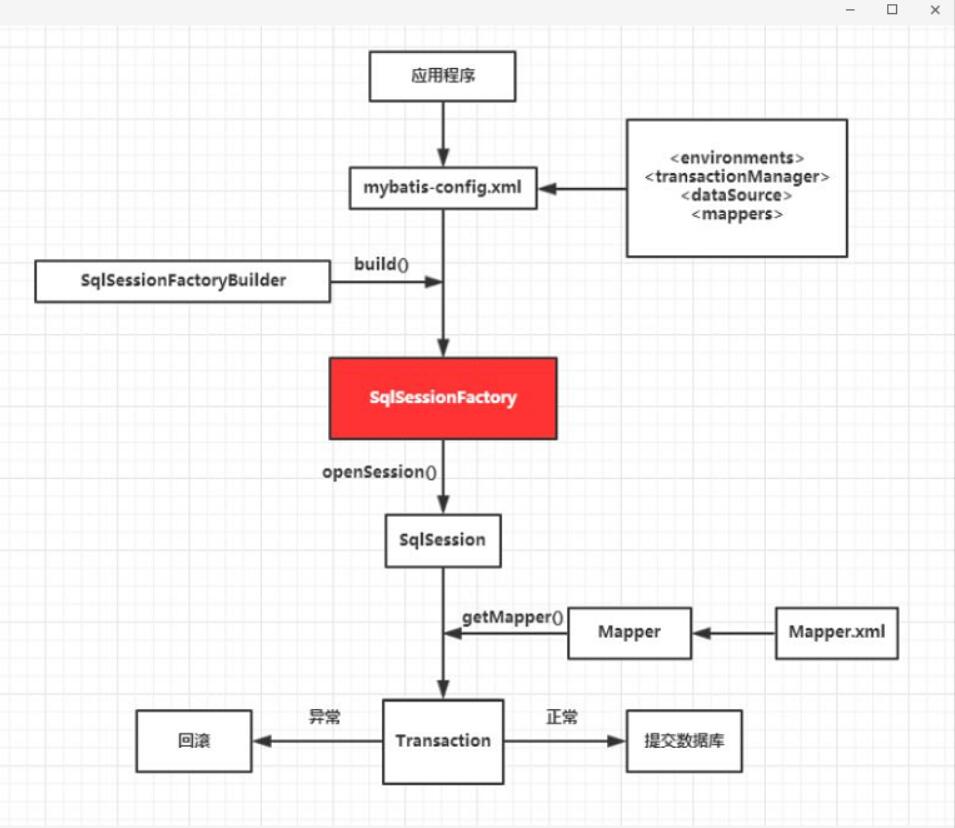 应用程序
<environments>
<transactionManager>
<dataSource>
<mappers>
mybatis-config.xml
build()
SqlSessionFactoryBuilder
SqlSessionFactory
openSession()
SqlSession
getMapper()
Mapper
Mapper.xml
异常
正常
回滚
Transaction
提交数据库